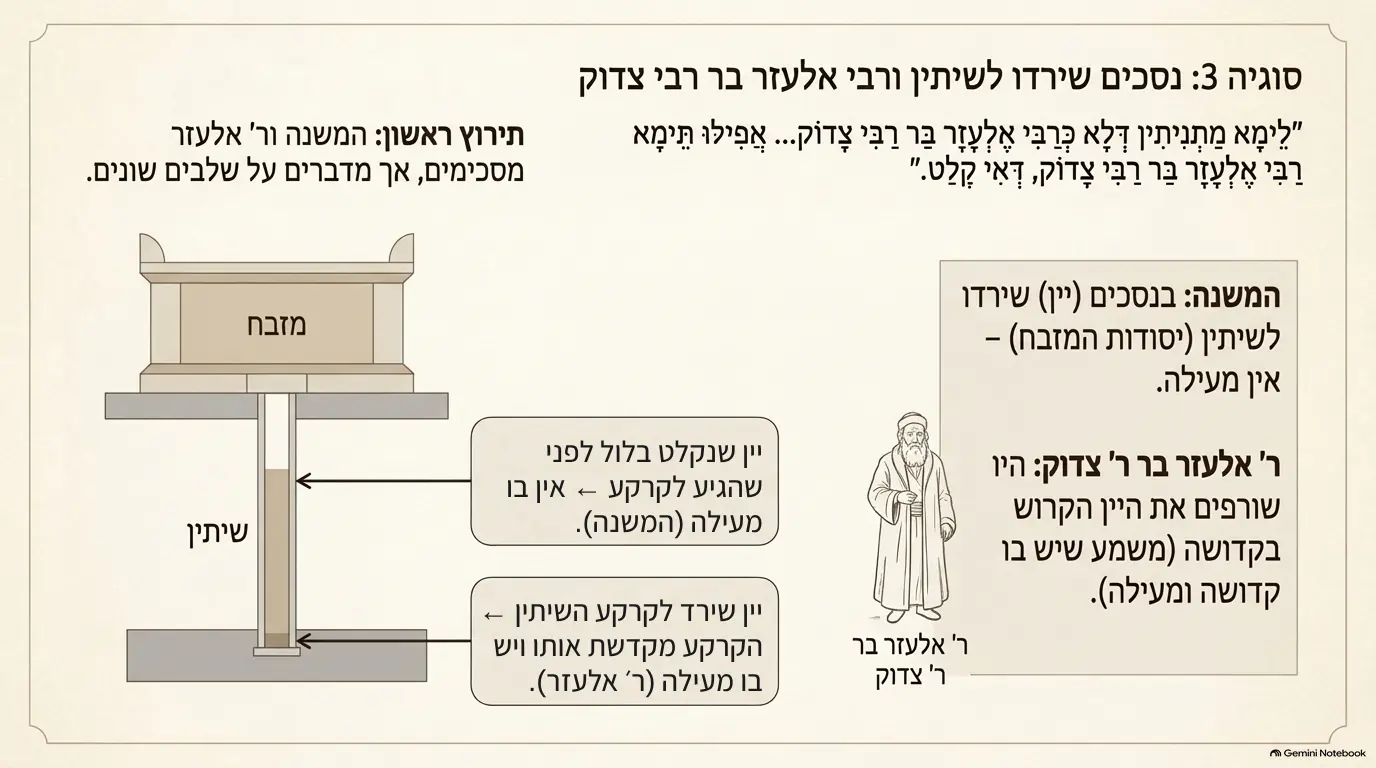 סוגיה 3: נסכים שירדו לשיתין ורבי אלעזר בר רבי צדוק
"לֵימָא מַתְנִיתִין דְּלָא כְּרַבִּי אֶלְעָזָר בַּר רַבִּי צָדוֹק... אֲפִילּוּ תֵּימָא
רַבִּי אֶלְעָזָר בַּר רַבִּי צָדוֹק, דְּאִי קָלַט."
תירוץ ראשון: המשנה ור' אלעזר
מסכימים, אך מדברים על שלבים שונים.
המשנה: בנסכים (יין) שירדו
לשיתין (יסודות המזבח) –
אין מעילה.
ר' אלעזר בר ר' צדוק: היו
שורפים את היין הקרוש
בקדושה (משמע שיש בו
קדושה ומעילה).
ר' אלעזר בר
ר' צדוק
מזבח
יין שנקלט בלול לפני
שהגיע לקרקע ← אין בו
מעילה (המשנה).
שיתין
יין שירד לקרקע השיתין ←
הקרקע מקדשת אותו ויש
בו מעילה (ר' אלעזר).
Gemini Notebook